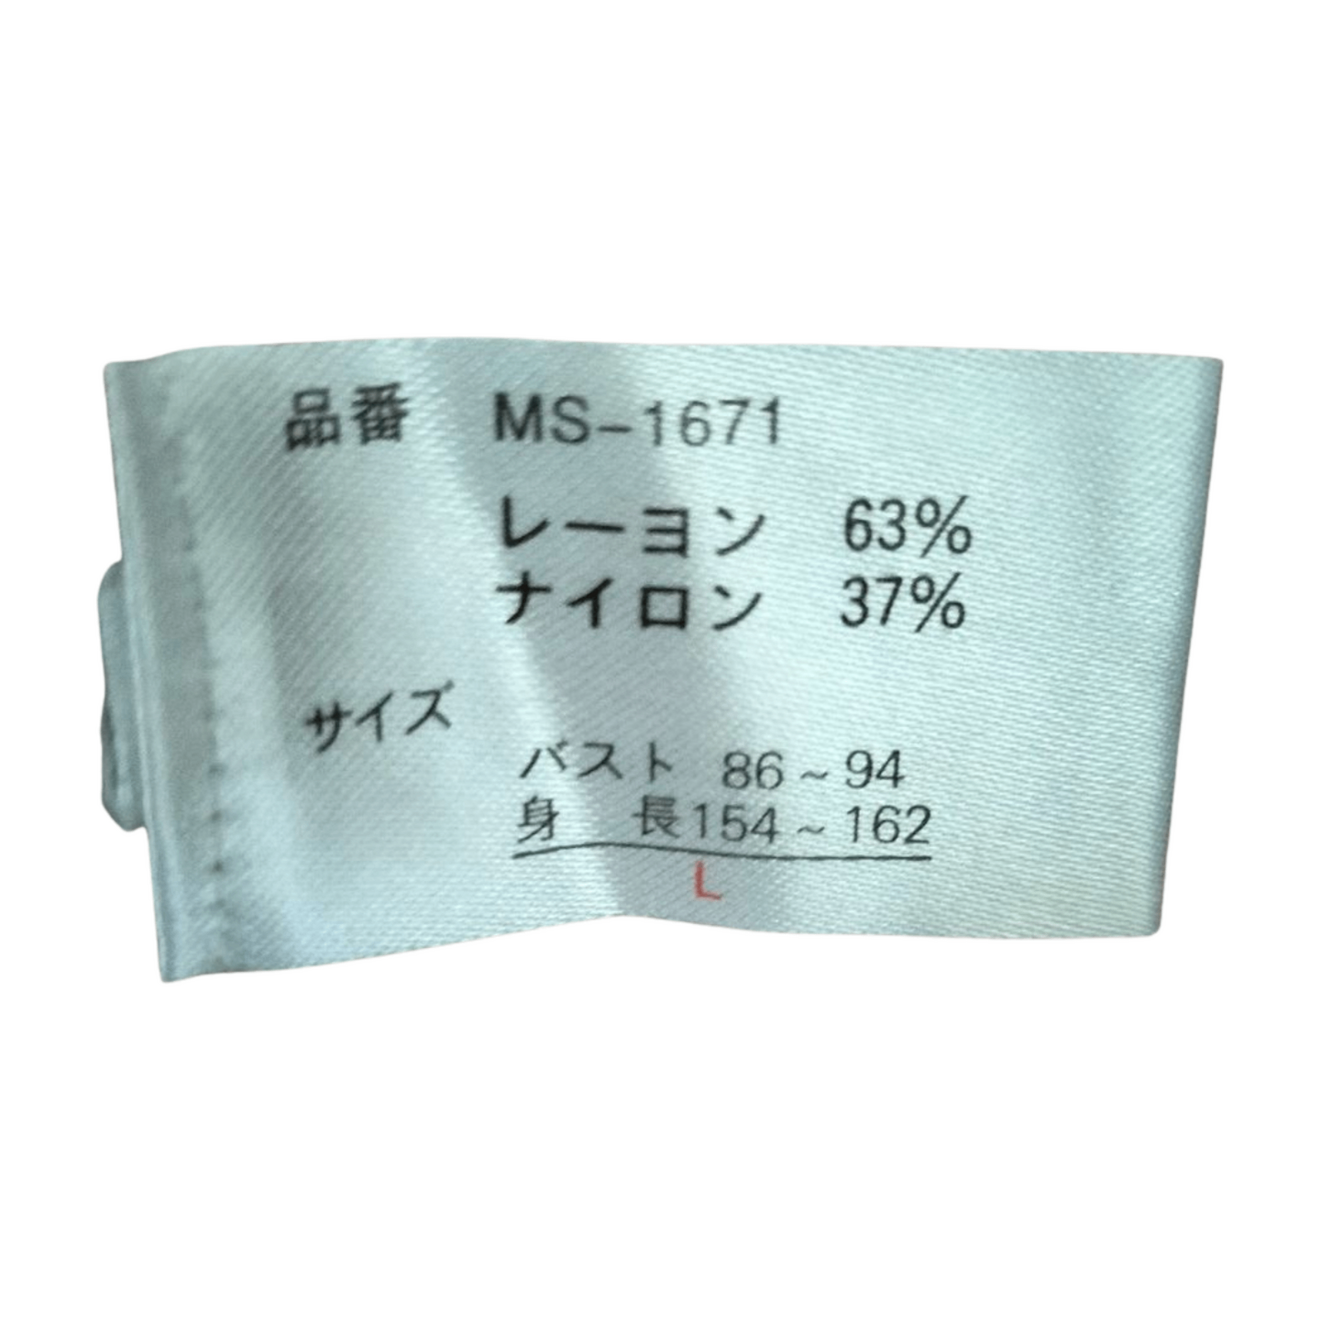 品番 MS-1671
レーヨン 63%
ナイロン 37%
サイズ
バスト 86~94
身 長154~162
L